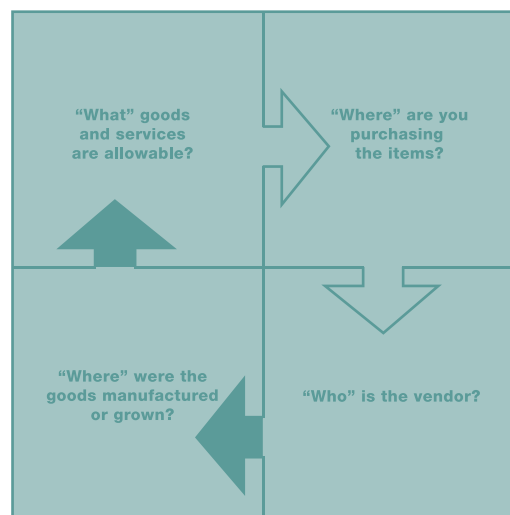 “What” goods
and services
are allowable?
“Where” are you
purchasing
the items?
“Where” were the
goods manufactured
or grown?
“Who” is the vendor?